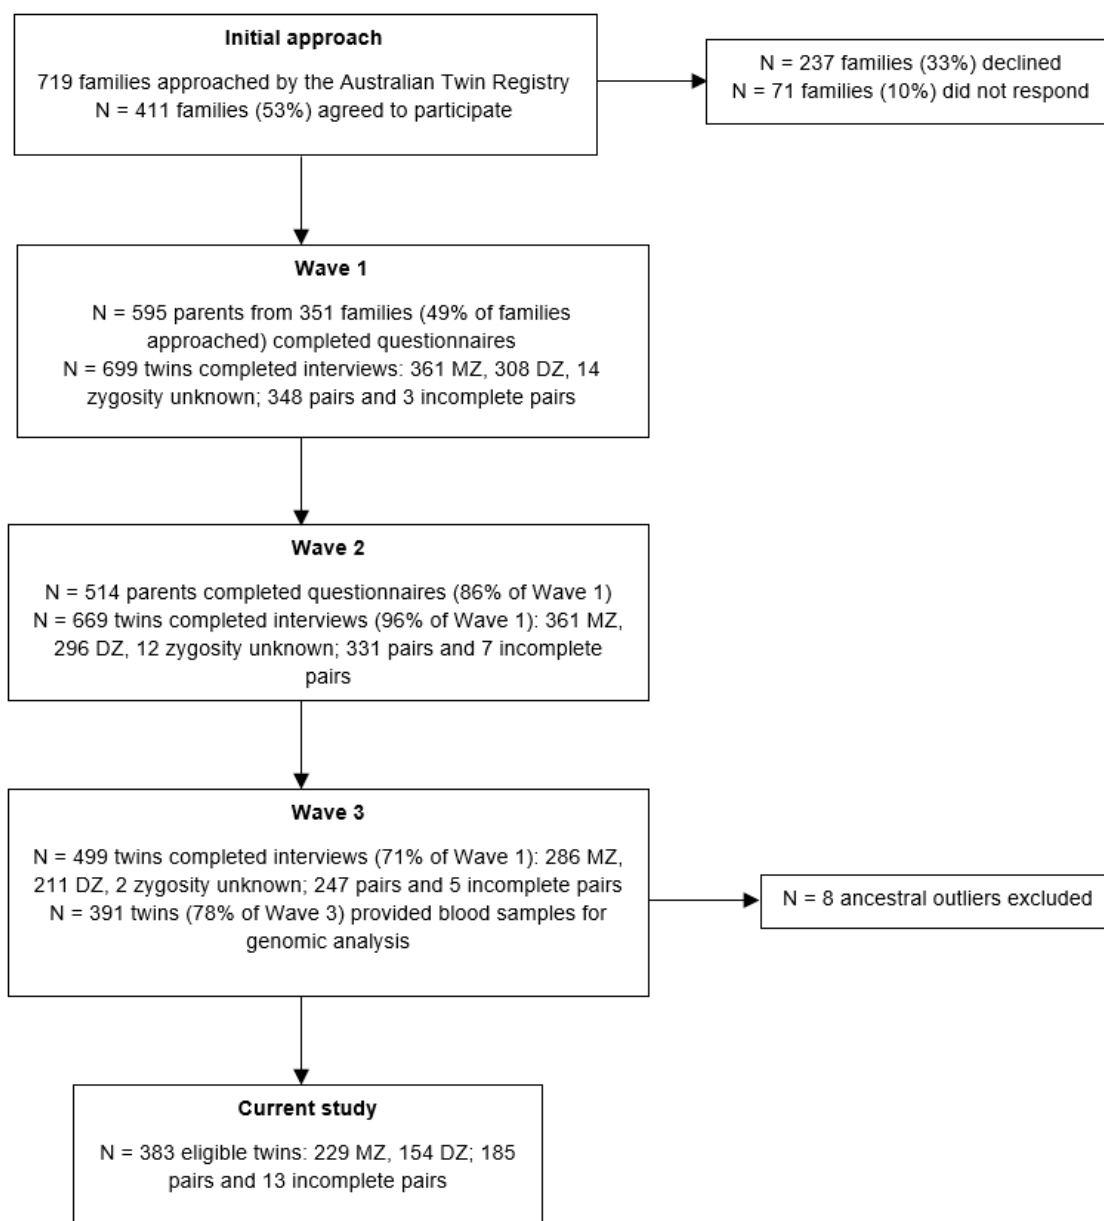 Initial approach
719 families approached by the Australian Twin Registry
N = 411 families (53%) agreed to participate
N = 237 families (33%) declined
N = 71 families (10%) did not respond
Wave 1
N = 595 parents from 351 families (49% of families
approached) completed questionnaires
N = 699 twins completed interviews: 361 MZ, 308 DZ, 14
zygosity unknown; 348 pairs and 3 incomplete pairs
Wave 2
N = 514 parents completed questionnaires (86% of Wave 1)
N = 669 twins completed interviews (96% of Wave 1): 361 MZ,
296 DZ, 12 zygosity unknown; 331 pairs and 7 incomplete
pairs
Wave 3
N = 499 twins completed interviews (71% of Wave 1): 286 MZ,
211 DZ, 2 zygosity unknown; 247 pairs and 5 incomplete pairs
N = 391 twins (78% of Wave 3) provided blood samples for
genomic analysis
N = 8 ancestral outliers excluded
Current study
N = 383 eligible twins: 229 MZ, 154 DZ; 185
pairs and 13 incomplete pairs